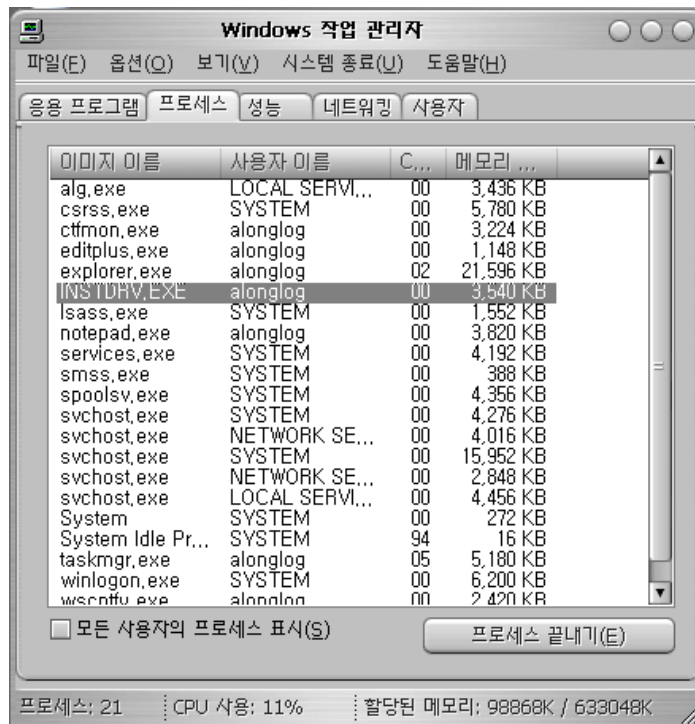 Windows 작업 관리자
파일(F) 옵션(O) 보기(V) 시스템 종료(U) 도움말(H)
응용 프로그램 프로세스 성능 네트워킹 사용자
이미지 이름 사용자 이름 C... 메모리 ...
alg.exe LOCAL SERVI... 00 3,436 KB
csrss.exe SYSTEM 00 5,780 KB
ctfmon.exe alonglog 00 3,224 KB
editplus.exe alonglog 00 1,148 KB
explorer.exe alonglog 02 21,596 KB
INSTDRV.EXE alonglog 00 3,540 KB
lsass.exe SYSTEM 00 1,552 KB
notepad.exe alonglog 00 3,820 KB
services.exe SYSTEM 00 4,192 KB
smss.exe SYSTEM 00 388 KB
spoolsv.exe SYSTEM 00 4,356 KB
svchost.exe SYSTEM 00 4,276 KB
svchost.exe NETWORK SE... 00 4,016 KB
svchost.exe SYSTEM 00 15,952 KB
svchost.exe NETWORK SE... 00 2,848 KB
svchost.exe LOCAL SERVI... 00 4,456 KB
System SYSTEM 00 272 KB
System Idle Pr... SYSTEM 94 16 KB
taskmgr.exe alonglog 05 5,180 KB
winlogon.exe SYSTEM 00 6,200 KB
wscntfy.exe alonglog 00 2,420 KB
모든 사용자의 프로세스 표시(S) 프로세스 끝내기(E)
프로세스: 21 CPU 사용: 11% 할당된 메모리: 98868K / 633048K